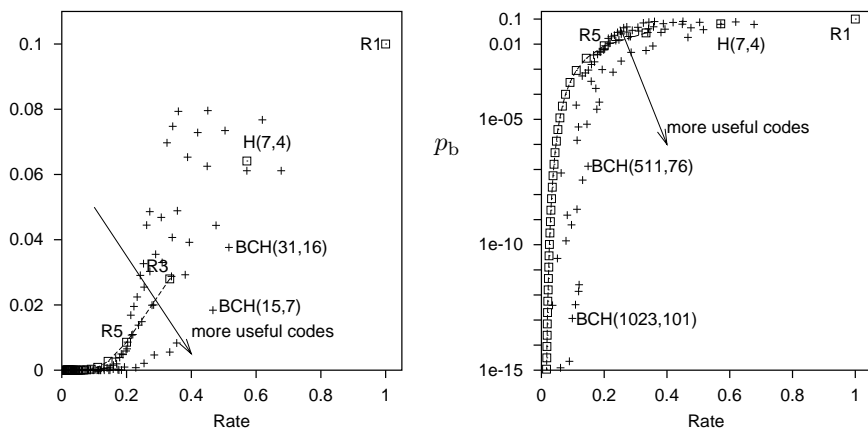 0.1
0.08
0.06
0.04
0.02
0
0 0.2 0.4 0.6 0.8 1
Rate
R5
R3
H(7,4)
R1
BCH(31,16)
BCH(15,7)
more useful codes
p_b
0.1
0.01
1e-05
1e-10
1e-15
0 0.2 0.4 0.6 0.8 1
Rate
R5
H(7,4)
R1
more useful codes
BCH(511,76)
BCH(1023,101)